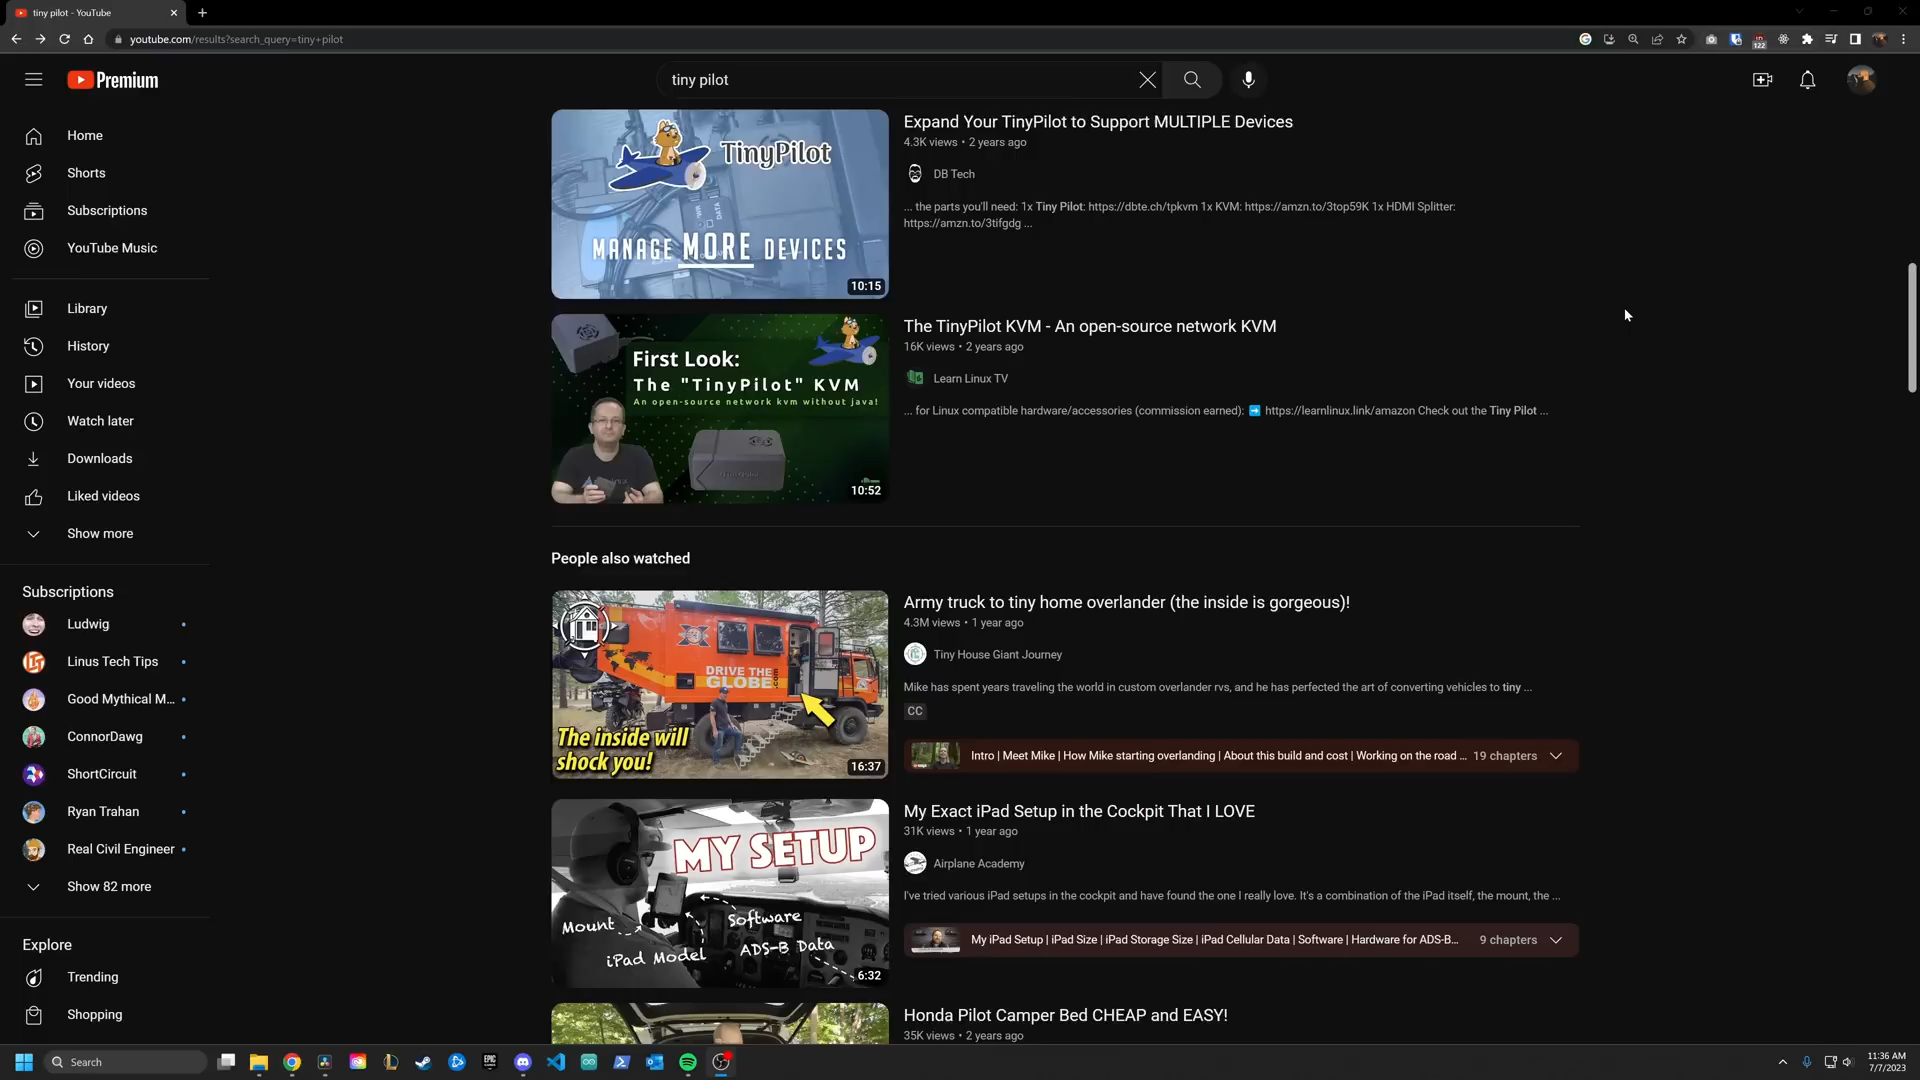 tiny pilot - YouTube
youtube.com/results?search_query=tiny+pilot
122
Premium
tiny pilot
Home
Shorts
Subscriptions
YouTube Music
Library
History
Your videos
Watch later
Downloads
Liked videos
Show more
Subscriptions
Ludwig
Linus Tech Tips
Good Mythical M...
ConnorDawg
ShortCircuit
Ryan Trahan
Real Civil Engineer
Show 82 more
Explore
Trending
Shopping
TinyPilot
PWR
DATA
MANAGE MORE DEVICES
10:15
Expand Your TinyPilot to Support MULTIPLE Devices
4.3K views • 2 years ago
DB Tech
... the parts you'll need: 1x Tiny Pilot: https://dbte.ch/tpkvm 1x KVM: https://amzn.to/3top59K 1x HDMI Splitter:
https://amzn.to/3tifgdg ...
First Look:
The "TinyPilot" KVM
An open-source network kvm without java!
10:52
The TinyPilot KVM - An open-source network KVM
16K views • 2 years ago
Learn Linux TV
... for Linux compatible hardware/accessories (commission earned): ➡ https://learnlinux.link/amazon Check out the Tiny Pilot ...
People also watched
DRIVE THE
GLOBE.com
The inside will
shock you!
16:37
Army truck to tiny home overlander (the inside is gorgeous)!
4.3M views • 1 year ago
Tiny House Giant Journey
Mike has spent years traveling the world in custom overlander rvs, and he has perfected the art of converting vehicles to tiny ...
CC
Intro | Meet Mike | How Mike starting overlanding | About this build and cost | Working on the road ... 19 chapters
MY SETUP
Mount
Software
iPad Model
ADS-B Data
6:32
My Exact iPad Setup in the Cockpit That I LOVE
31K views • 1 year ago
Airplane Academy
I've tried various iPad setups in the cockpit and have found the one I really love. It's a combination of the iPad itself, the mount, the ...
My iPad Setup | iPad Size | iPad Storage Size | iPad Cellular Data | Software | Hardware for ADS-B... 9 chapters
Honda Pilot Camper Bed CHEAP and EASY!
35K views • 2 years ago
Search
EPIC
11:36 AM
7/7/2023